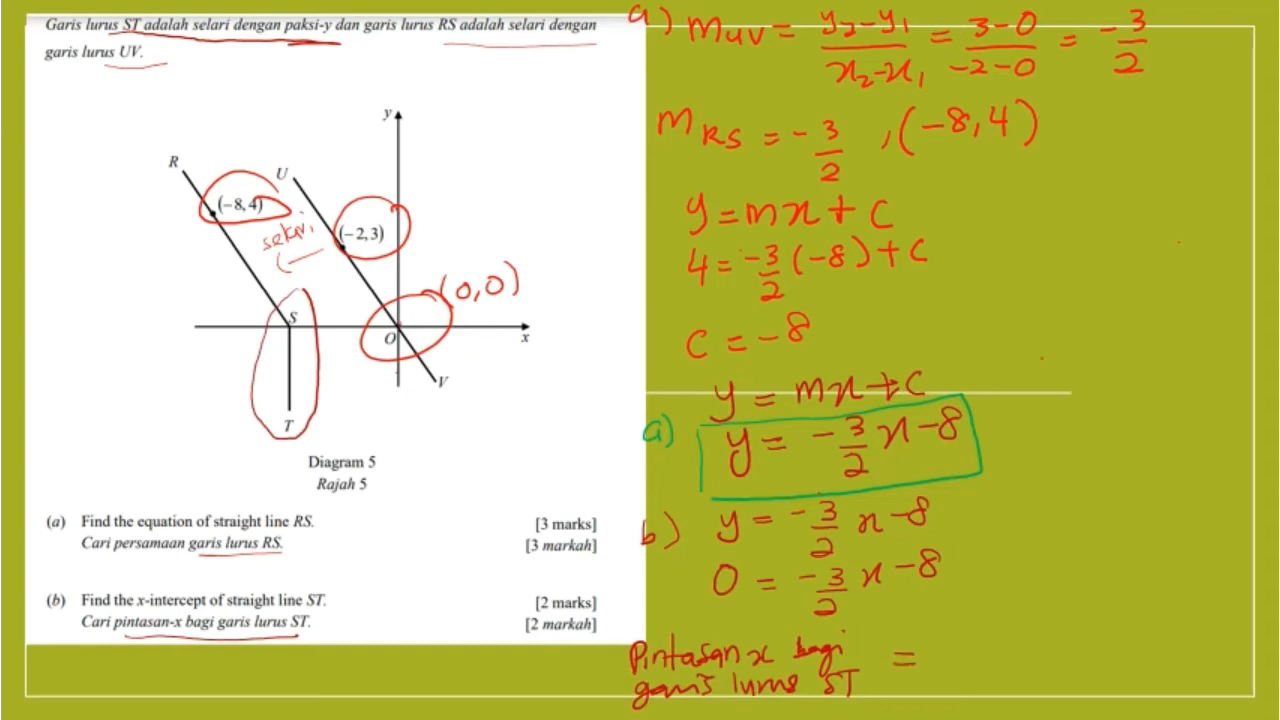 Garis lurus ST adalah selari dengan paksi-y dan garis lurus RS adalah selari dengan
garis lurus UV.
y
R
U
(−8, 4)
(−2, 3)
selari
(0,0)
S
O
x
V
T
Diagram 5
Rajah 5
(a) Find the equation of straight line RS. [3 marks]
Cari persamaan garis lurus RS. [3 markah]
(b) Find the x-intercept of straight line ST. [2 marks]
Cari pintasan-x bagi garis lurus ST. [2 markah]
a) mUV = y₂−y₁/x₂−x₁ = 3−0/−2−0 = −3/2
mRS = −3/2 , (−8, 4)
y = mx + c
4 = −3/2 (−8) + c
c = −8
y = mx + c
a) y = −3/2 x − 8
b) y = −3/2 x − 8
0 = −3/2 x − 8
Pintasan x bagi =
garis lurus ST